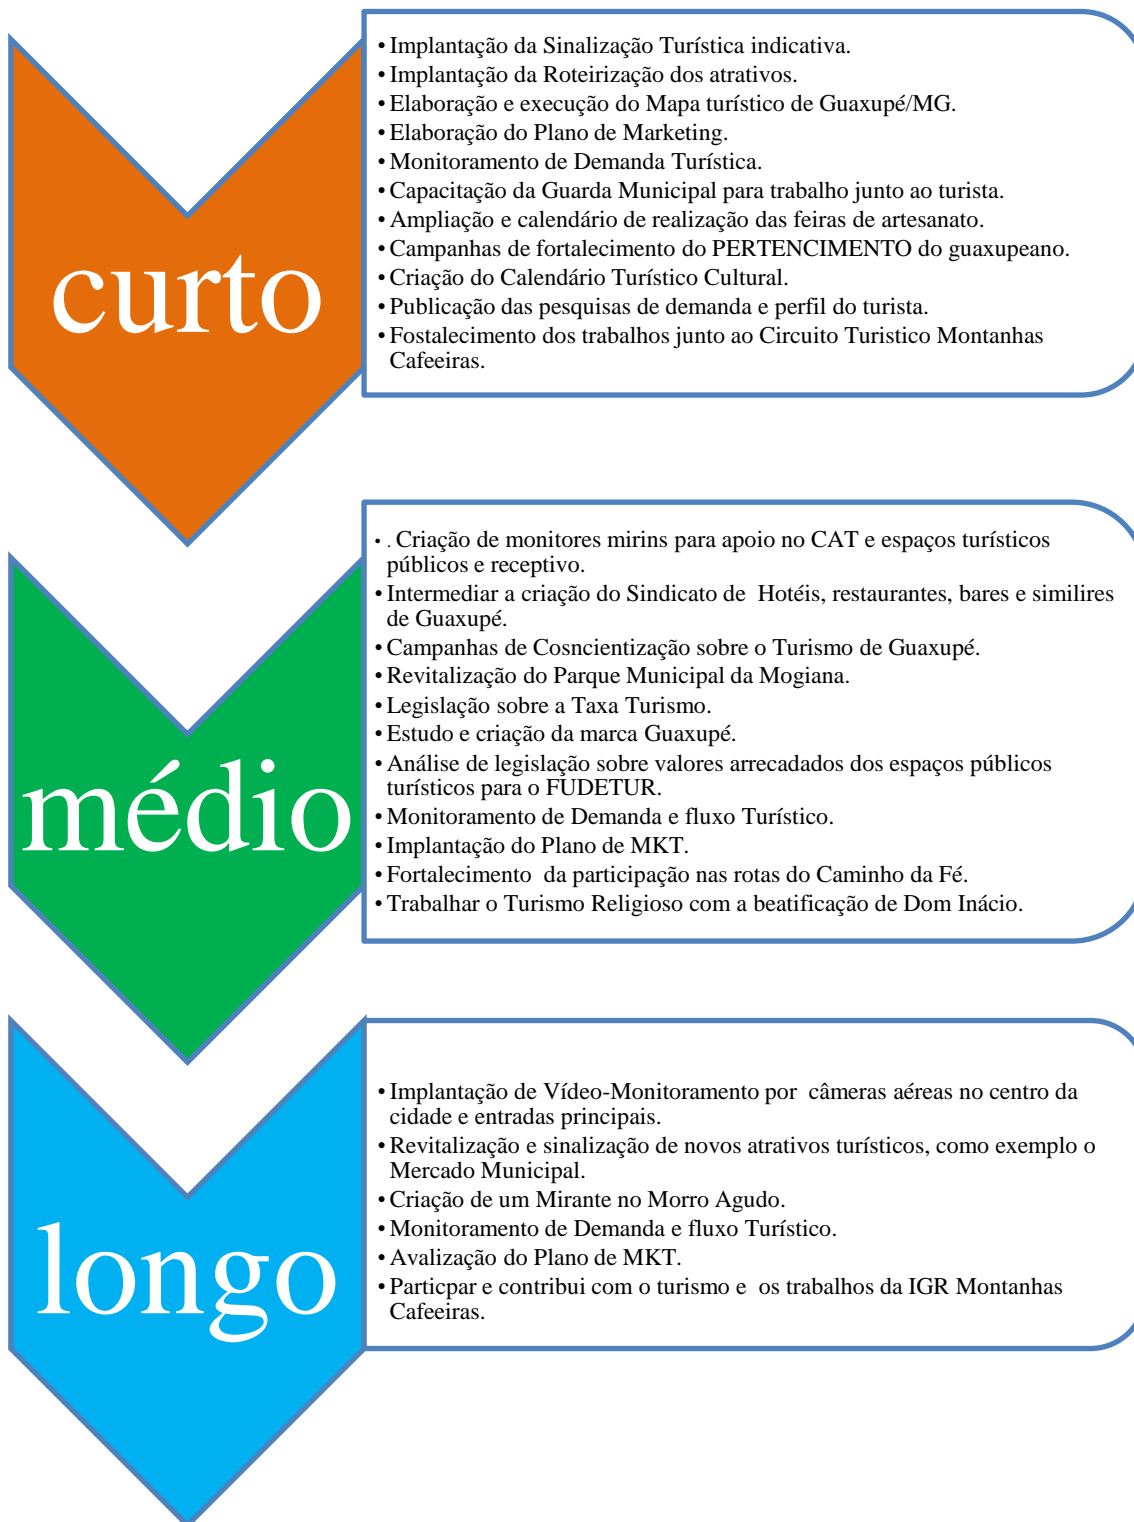 curto
• Implantação da Sinalização Turística indicativa.
• Implantação da Roteirização dos atrativos.
• Elaboração e execução do Mapa turístico de Guaxupé/MG.
• Elaboração do Plano de Marketing.
• Monitoramento de Demanda Turística.
• Capacitação da Guarda Municipal para trabalho junto ao turista.
• Ampliação e calendário de realização das feiras de artesanato.
• Campanhas de fortalecimento do PERTENCIMENTO do guaxupeano.
• Criação do Calendário Turístico Cultural.
• Publicação das pesquisas de demanda e perfil do turista.
• Fostalecimento dos trabalhos junto ao Circuito Turistico Montanhas
Cafeeiras.
médio
• . Criação de monitores mirins para apoio no CAT e espaços turísticos
públicos e receptivo.
• Intermediar a criação do Sindicato de Hotéis, restaurantes, bares e similires
de Guaxupé.
• Campanhas de Cosncientização sobre o Turismo de Guaxupé.
• Revitalização do Parque Municipal da Mogiana.
• Legislação sobre a Taxa Turismo.
• Estudo e criação da marca Guaxupé.
• Análise de legislação sobre valores arrecadados dos espaços públicos
turísticos para o FUDETUR.
• Monitoramento de Demanda e fluxo Turístico.
• Implantação do Plano de MKT.
• Fortalecimento da participação nas rotas do Caminho da Fé.
• Trabalhar o Turismo Religioso com a beatificação de Dom Inácio.
longo
• Implantação de Vídeo-Monitoramento por câmeras aéreas no centro da
cidade e entradas principais.
• Revitalização e sinalização de novos atrativos turísticos, como exemplo o
Mercado Municipal.
• Criação de um Mirante no Morro Agudo.
• Monitoramento de Demanda e fluxo Turístico.
• Avalização do Plano de MKT.
• Particpar e contribui com o turismo e os trabalhos da IGR Montanhas
Cafeeiras.